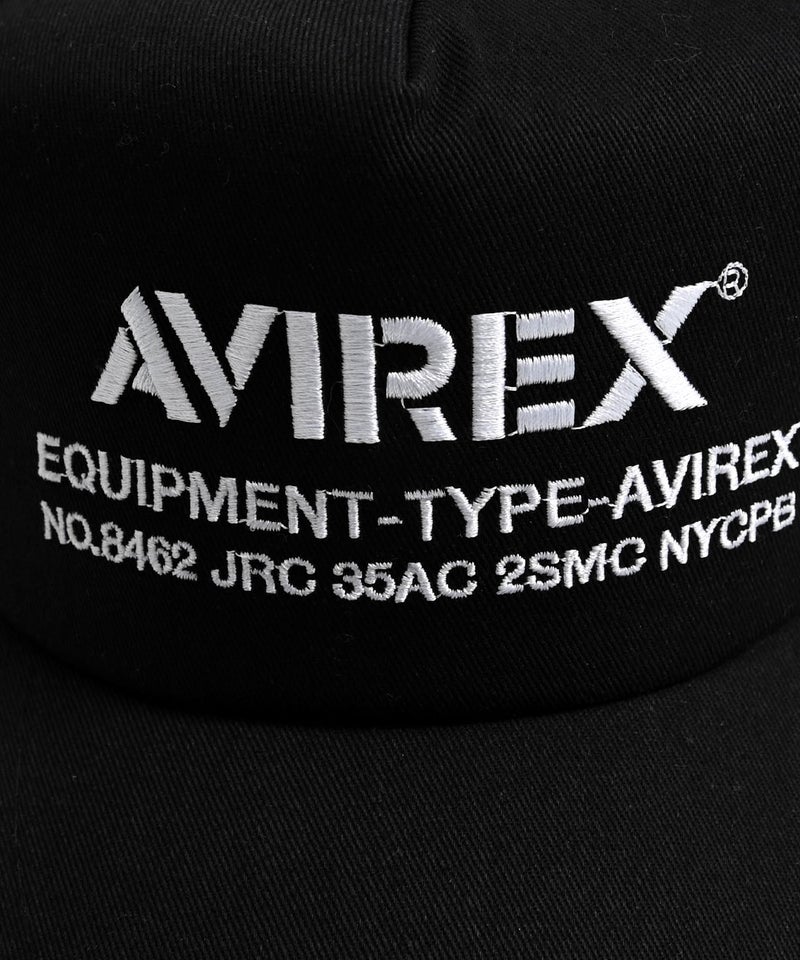 AVIREX®
EQUIPMENT-TYPE-AVIREX
NO.8462 JRC 35AC 2SMC NYCPB